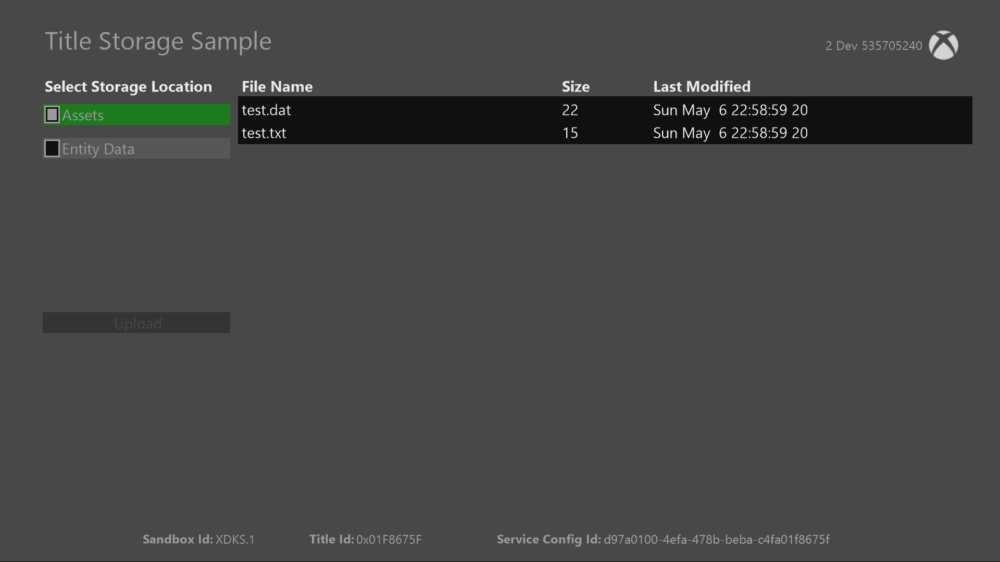 Title Storage Sample
2 Dev 535705240
Select Storage Location
File Name Size Last Modified
Assets
test.dat 22 Sun May  6 22:58:59 20
test.txt 15 Sun May  6 22:58:59 20
Entity Data
Upload
Sandbox Id: XDKS.1 Title Id: 0x01F8675F Service Config Id: d97a0100-4efa-478b-beba-c4fa01f8675f